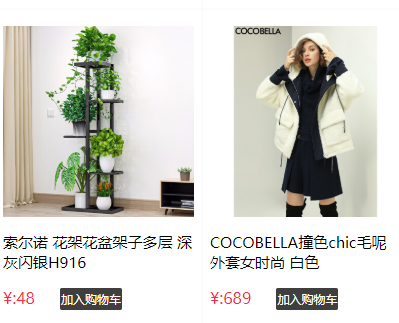 COCOBELLA
索尔诺 花架花盆架子多层 深
灰闪银H916
¥:48 加入购物车
COCOBELLA撞色chic毛呢
外套女时尚 白色
¥:689 加入购物车